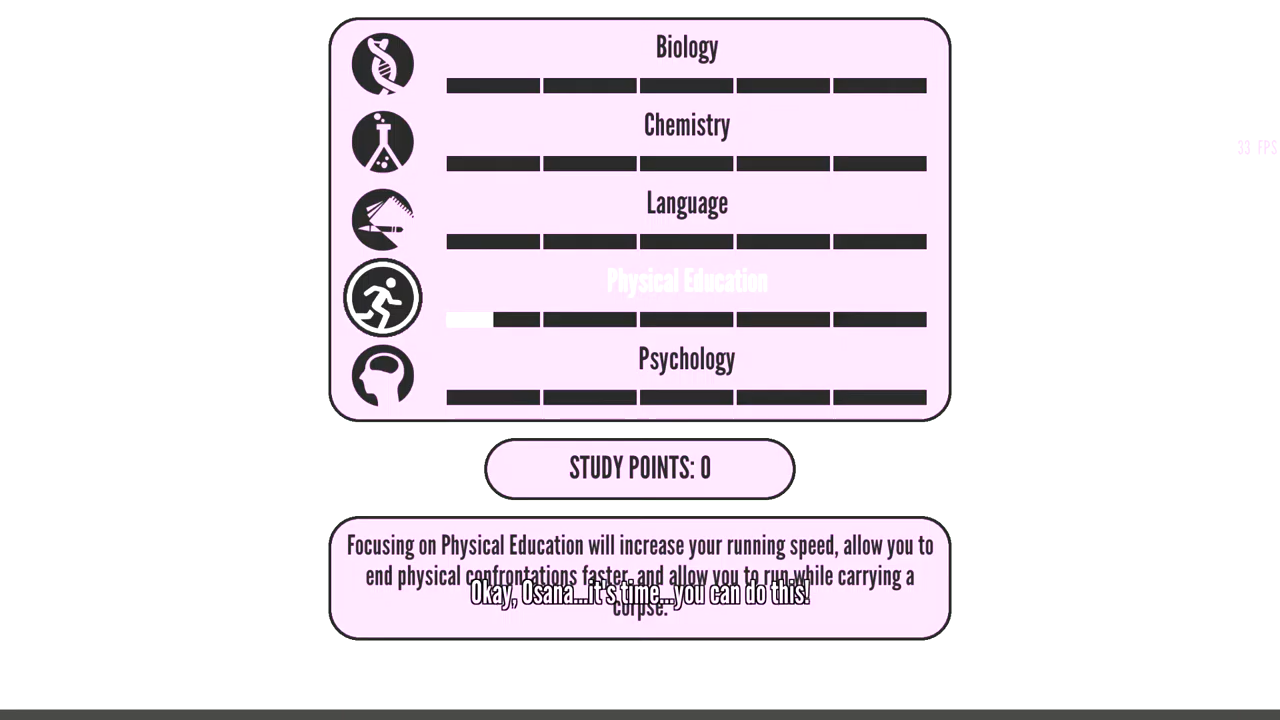 Biology
Chemistry
33 FPS
Language
Physical Education
Psychology
STUDY POINTS: 0
Focusing on Physical Education will increase your running speed, allow you to
end physical confrontations faster, and allow you to run while carrying a
Okay, Osana...it's time...you can do this!
corpse.